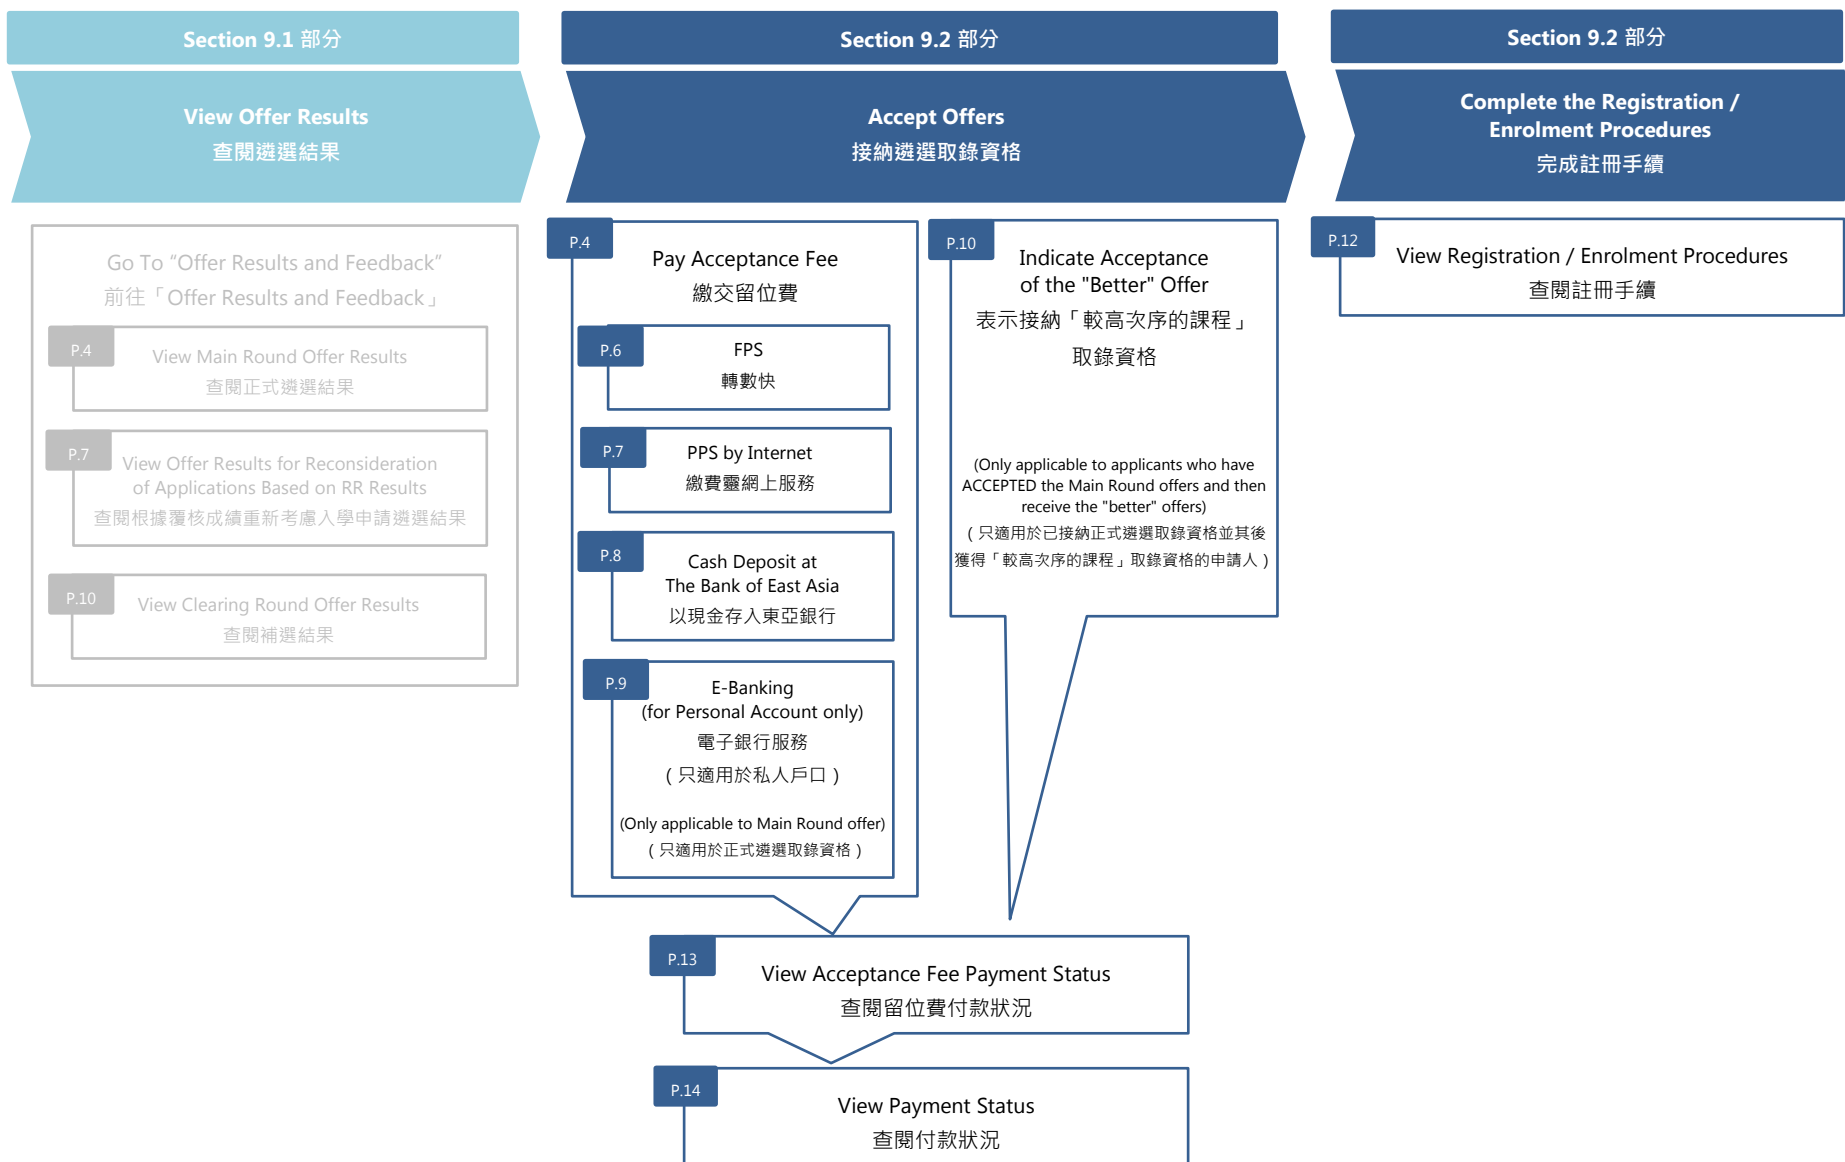 Section 9.1 部分
View Offer Results
查閱遴選結果
Go To “Offer Results and Feedback”
前往「Offer Results and Feedback」
P.4
View Main Round Offer Results
查閱正式遴選結果
P.7
View Offer Results for Reconsideration
of Applications Based on RR Results
查閱根據覆核成績重新考慮入學申請遴選結果
P.10
View Clearing Round Offer Results
查閱補選結果
Section 9.2 部分
Accept Offers
接納遴選取錄資格
P.4
Pay Acceptance Fee
繳交留位費
P.6
FPS
轉數快
P.7
PPS by Internet
繳費靈網上服務
P.8
Cash Deposit at
The Bank of East Asia
以現金存入東亞銀行
P.9
E-Banking
(for Personal Account only)
電子銀行服務
（只適用於私人戶口）
(Only applicable to Main Round offer)
（只適用於正式遴選取錄資格）
P.10
Indicate Acceptance
of the "Better" Offer
表示接納「較高次序的課程」
取錄資格
(Only applicable to applicants who have
ACCEPTED the Main Round offers and then
receive the "better" offers)
（只適用於已接納正式遴選取錄資格並其後
獲得「較高次序的課程」取錄資格的申請人）
P.13
View Acceptance Fee Payment Status
查閱留位費付款狀況
P.14
View Payment Status
查閱付款狀況
Section 9.2 部分
Complete the Registration /
Enrolment Procedures
完成註冊手續
P.12
View Registration / Enrolment Procedures
查閱註冊手續